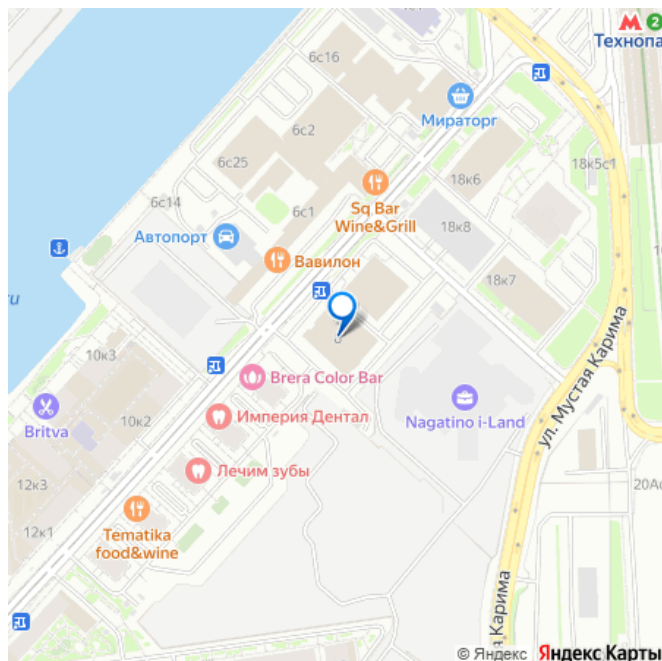 М 2
Технопа
6с16
Мираторг
6с2
6с25
18к6
18к5с1
6с14
6с1
Sq Bar
Wine&Grill
18к8
Автопорт
Вавилон
18к7
10к3
ул. Мустая Карима
Brera Color Bar
10к2
Britva
Империя Дентал
Nagatino i-Land
Лечим зубы
12к3
20Ас
12к1
Tematika
food&wine
я Карима
© Яндекс Яндекс Карты